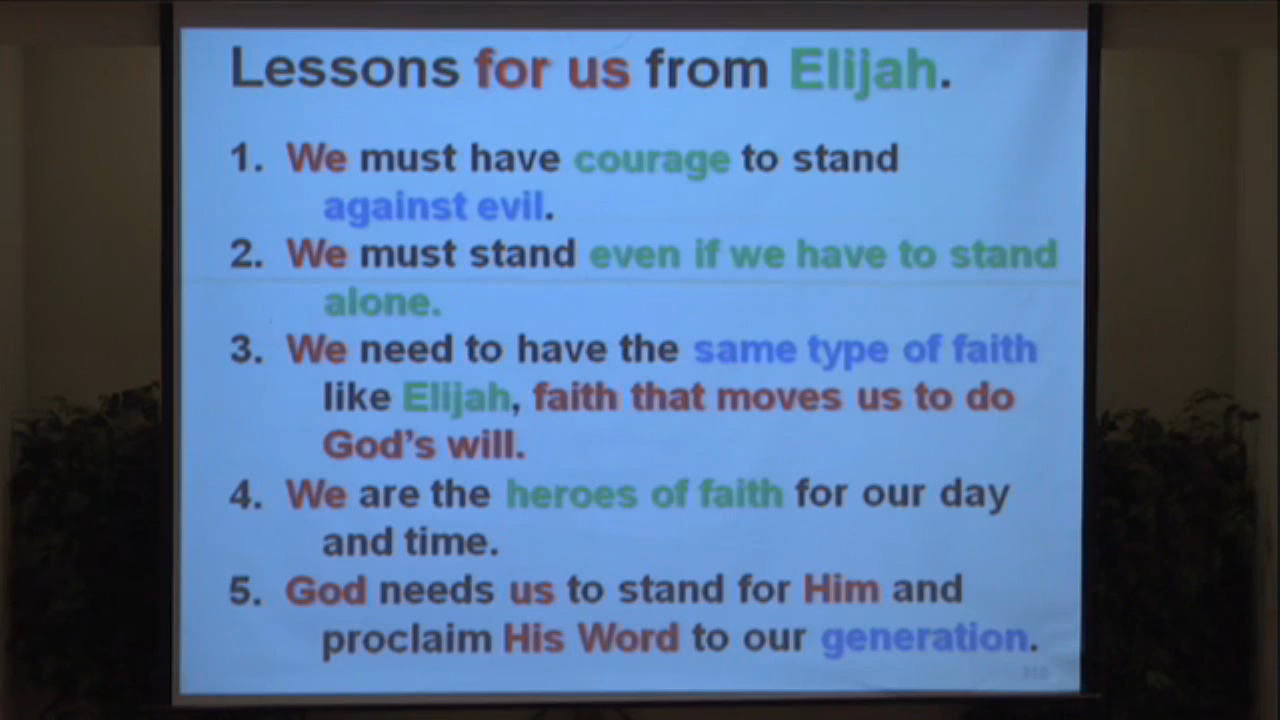 Lessons for us from Elijah.
1. We must have courage to stand
against evil.
2. We must stand even if we have to stand
alone.
3. We need to have the same type of faith
like Elijah, faith that moves us to do
God's will.
4. We are the heroes of faith for our day
and time.
5. God needs us to stand for Him and
proclaim His Word to our generation.